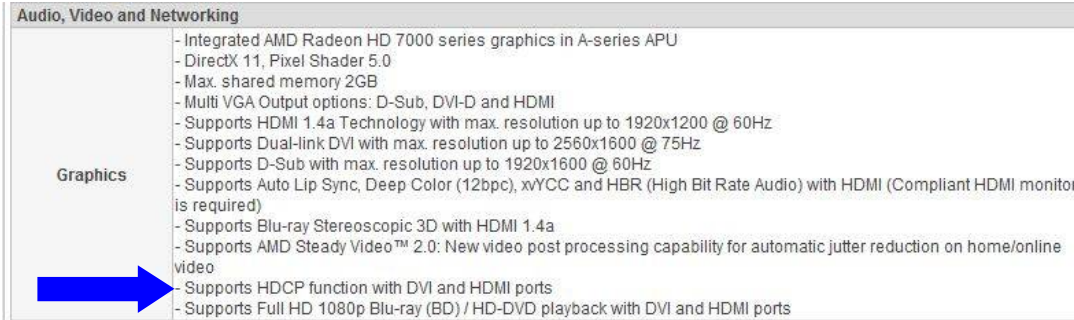 Audio, Video and Networking
Graphics
- Integrated AMD Radeon HD 7000 series graphics in A-series APU
- DirectX 11, Pixel Shader 5.0
- Max. shared memory 2GB
- Multi VGA Output options: D-Sub, DVI-D and HDMI
- Supports HDMI 1.4a Technology with max. resolution up to 1920x1200 @ 60Hz
- Supports Dual-link DVI with max. resolution up to 2560x1600 @ 75Hz
- Supports D-Sub with max. resolution up to 1920x1600 @ 60Hz
- Supports Auto Lip Sync, Deep Color (12bpc), xvYCC and HBR (High Bit Rate Audio) with HDMI (Compliant HDMI monitor
is required)
- Supports Blu-ray Stereoscopic 3D with HDMI 1.4a
- Supports AMD Steady Video™ 2.0: New video post processing capability for automatic jutter reduction on home/online
video
- Supports HDCP function with DVI and HDMI ports
- Supports Full HD 1080p Blu-ray (BD) / HD-DVD playback with DVI and HDMI ports